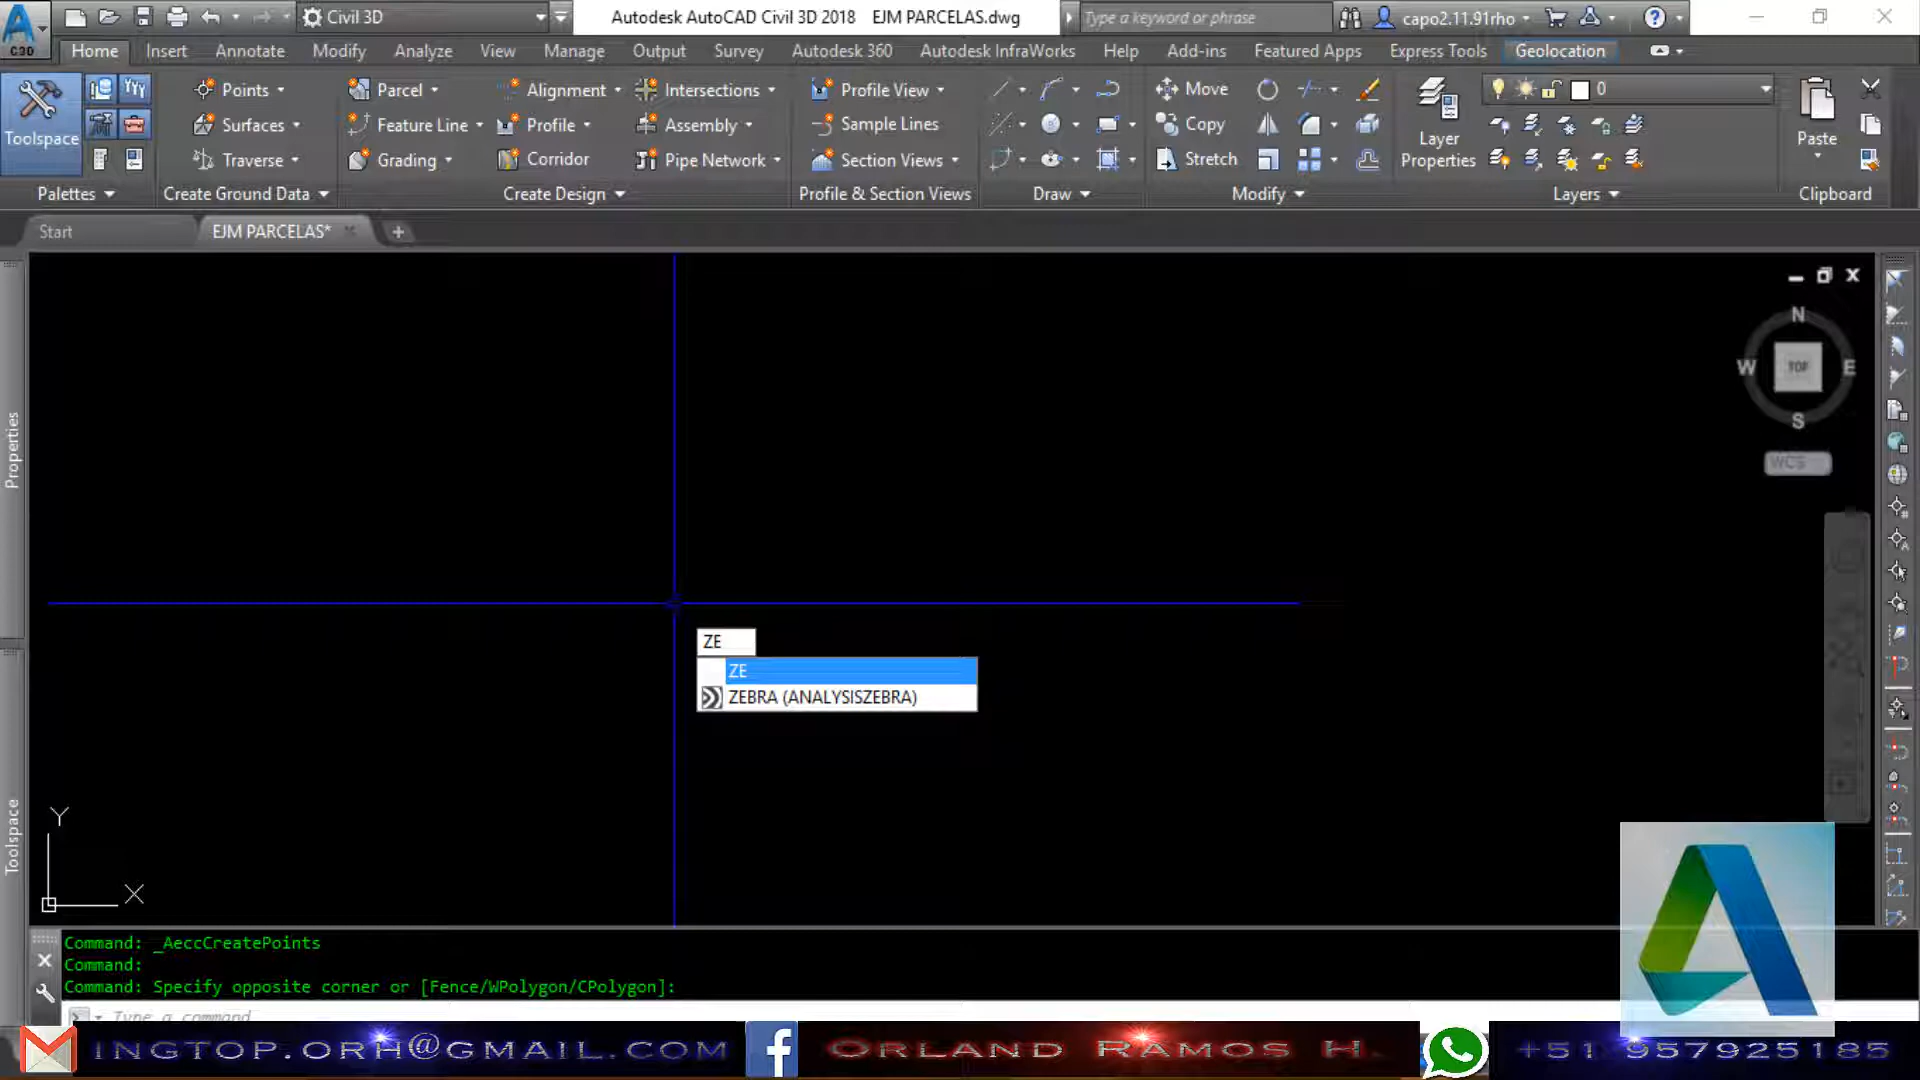 C3D
Civil 3D
Autodesk AutoCAD Civil 3D 2018 EJM PARCELAS.dwg
Type a keyword or phrase
capo2.11.91rho
Home Insert Annotate Modify Analyze View Manage Output Survey Autodesk 360 Autodesk InfraWorks Help Add-ins Featured Apps Express Tools Geolocation
Toolspace
Points Parcel Alignment Intersections Profile View Move
Surfaces Feature Line Profile Assembly Sample Lines Copy
Traverse Grading Corridor Pipe Network Section Views Stretch
Layer Properties
0
Paste
Palettes Create Ground Data Create Design Profile & Section Views Draw Modify Layers Clipboard
Start EJM PARCELAS*
Properties
Toolspace
N
W TOP E
S
WCS
ZE
ZE
ZEBRA (ANALYSISZEBRA)
Y
X
Command: _AeccCreatePoints
Command:
Command: Specify opposite corner or [Fence/WPolygon/CPolygon]:
Type a command
INGTOP.ORH@GMAIL.COM
ORLAND RAMOS H.
+51 957925185